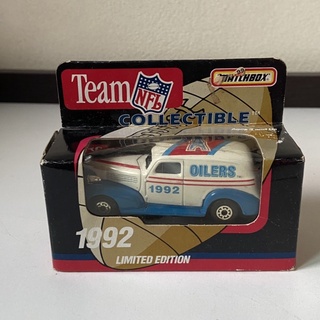 Team NFL
MATCHBOX
COLLECTIBLE
OILERS
1992
1992
LIMITED EDITION